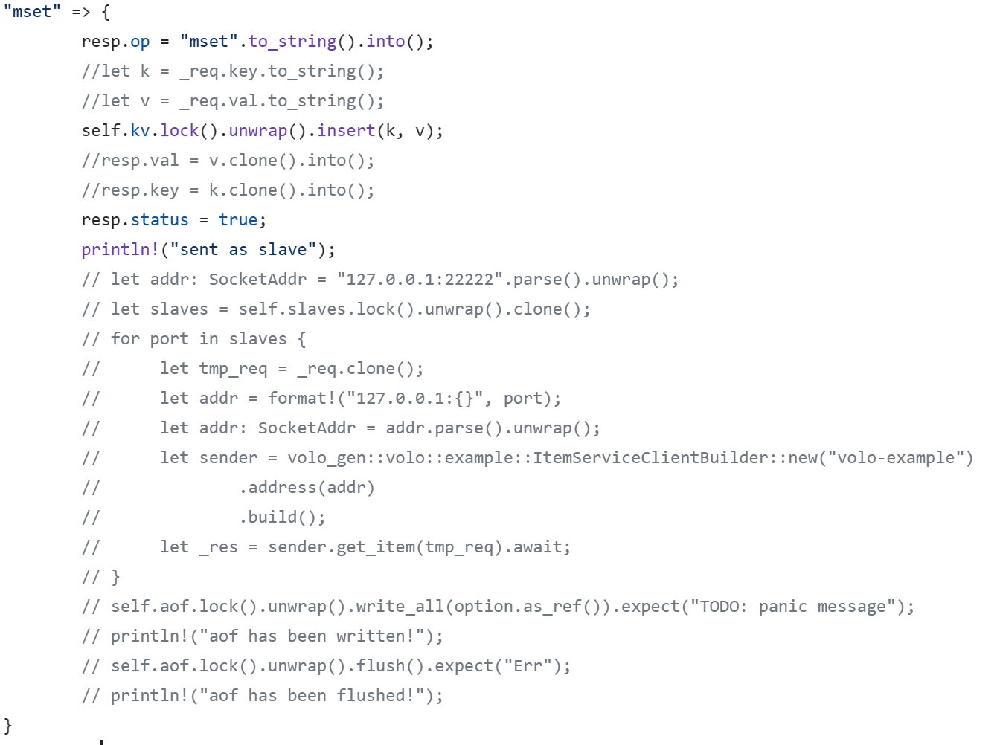 "mset" => {
        resp.op = "mset".to_string().into();
        //let k = _req.key.to_string();
        //let v = _req.val.to_string();
        self.kv.lock().unwrap().insert(k, v);
        //resp.val = v.clone().into();
        //resp.key = k.clone().into();
        resp.status = true;
        println!("sent as slave");
        // let addr: SocketAddr = "127.0.0.1:22222".parse().unwrap();
        // let slaves = self.slaves.lock().unwrap().clone();
        // for port in slaves {
        //      let tmp_req = _req.clone();
        //      let addr = format!("127.0.0.1:{}", port);
        //      let addr: SocketAddr = addr.parse().unwrap();
        //      let sender = volo_gen::volo::example::ItemServiceClientBuilder::new("volo-example")
        //              .address(addr)
        //              .build();
        //      let _res = sender.get_item(tmp_req).await;
        // }
        // self.aof.lock().unwrap().write_all(option.as_ref()).expect("TODO: panic message");
        // println!("aof has been written!");
        // self.aof.lock().unwrap().flush().expect("Err");
        // println!("aof has been flushed!");
}